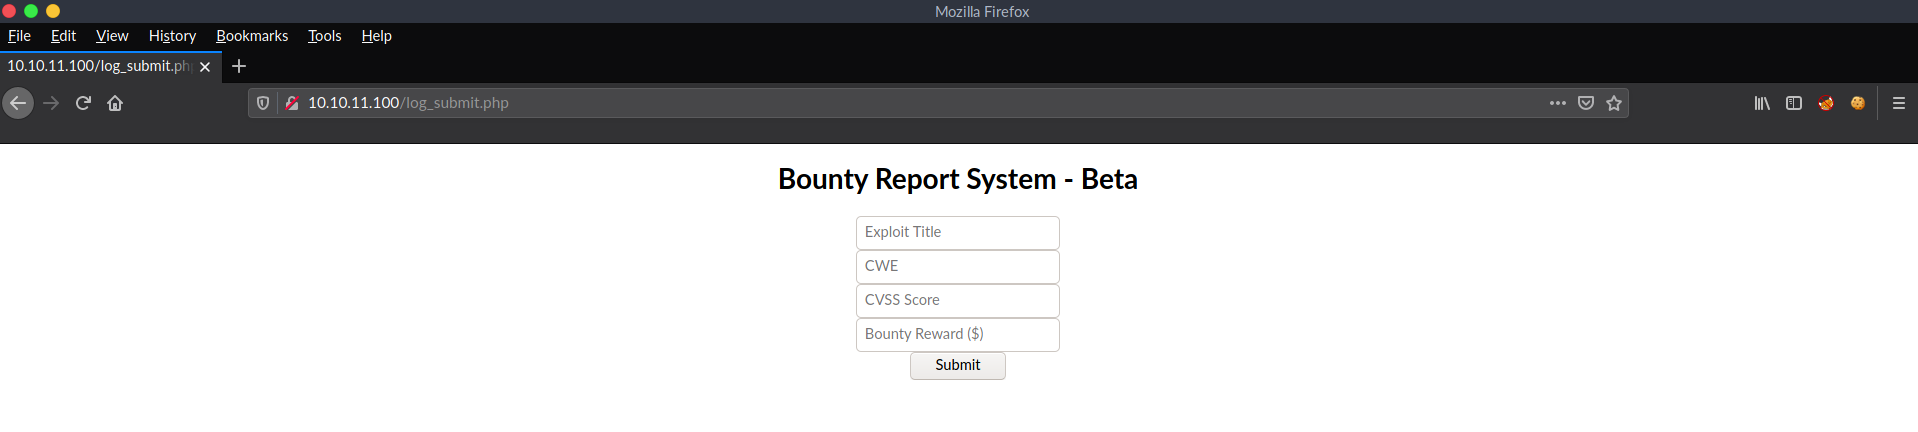 Mozilla Firefox
File Edit View History Bookmarks Tools Help
10.10.11.100/log_submit.ph
10.10.11.100/log_submit.php
Bounty Report System - Beta
Exploit Title
CWE
CVSS Score
Bounty Reward ($)
Submit